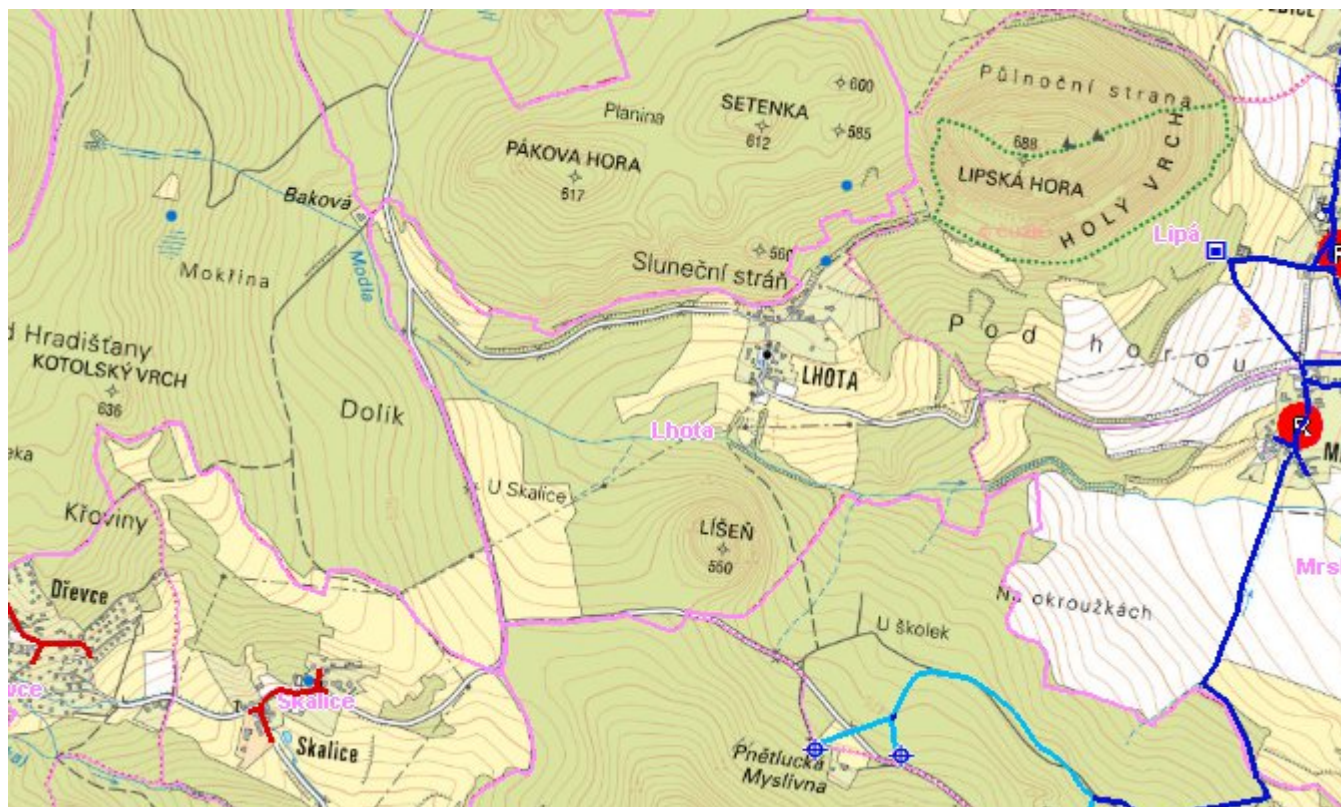 Půlnoční strana
600
SETENKA
Planina
585
612
688
PÁKOVA HORA
LIPSKÁ HORA
617
HOLÝ VRCH
Baková
Lipá
560
Modla
Sluneční stráň
Mokřina
Pod horou
d Hradišťany
KOTOLSKÝ VRCH
LHOTA
636
Dolík
Lhota
R
eka
U Skalice
Křoviny
LÍŠEŇ
560
Mrs
Dřevce
Na okroužkách
U školek
vce
Skalice
Skalice
Pnětlucká
Myslivna